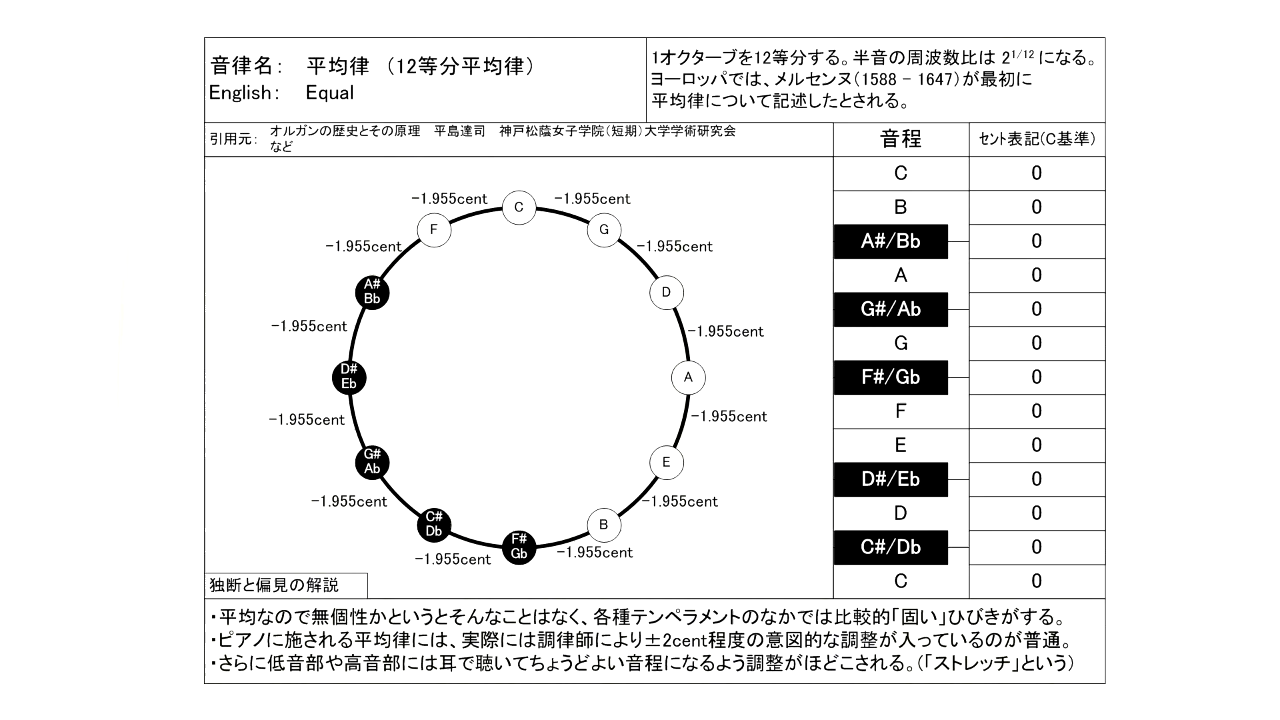 音律名： 平均律 （12等分平均律）
English： Equal
1オクターブを12等分する。半音の周波数比は 2^1/12 になる。
ヨーロッパでは、メルセンヌ（1588 − 1647）が最初に
平均律について記述したとされる。
引用元： オルガンの歴史とその原理 平島達司 神戸松蔭女子学院（短期）大学学術研究会
など
音程 セント表記（C基準）
C 0
B 0
A#/Bb 0
A 0
G#/Ab 0
G 0
F#/Gb 0
F 0
E 0
D#/Eb 0
D 0
C#/Db 0
C 0
−1.955cent
−1.955cent
C
F
G
−1.955cent
−1.955cent
A#
Bb
D
−1.955cent
−1.955cent
D#
Eb
A
−1.955cent
−1.955cent
G#
Ab
E
−1.955cent
−1.955cent
C#
Db
B
F#
Gb
−1.955cent
−1.955cent
独断と偏見の解説
・平均なので無個性かというとそんなことはなく、各種テンペラメントのなかでは比較的「固い」ひびきがする。
・ピアノに施される平均律には、実際には調律師により±2cent程度の意図的な調整が入っているのが普通。
・さらに低音部や高音部には耳で聴いてちょうどよい音程になるよう調整がほどこされる。（「ストレッチ」という）